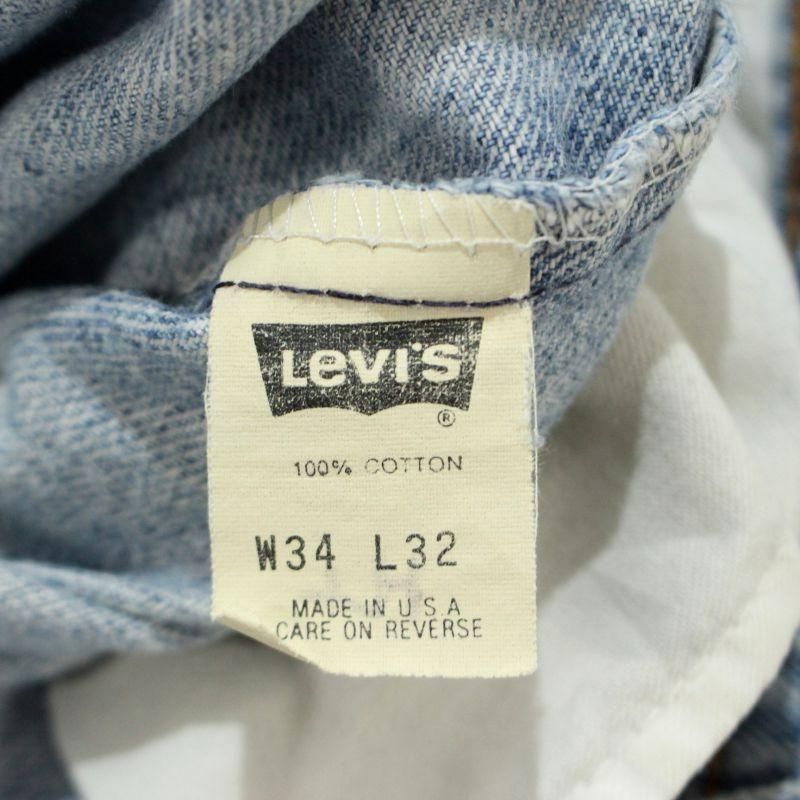 Levi's
®
100% COTTON
W34 L32
MADE IN U.S.A
CARE ON REVERSE